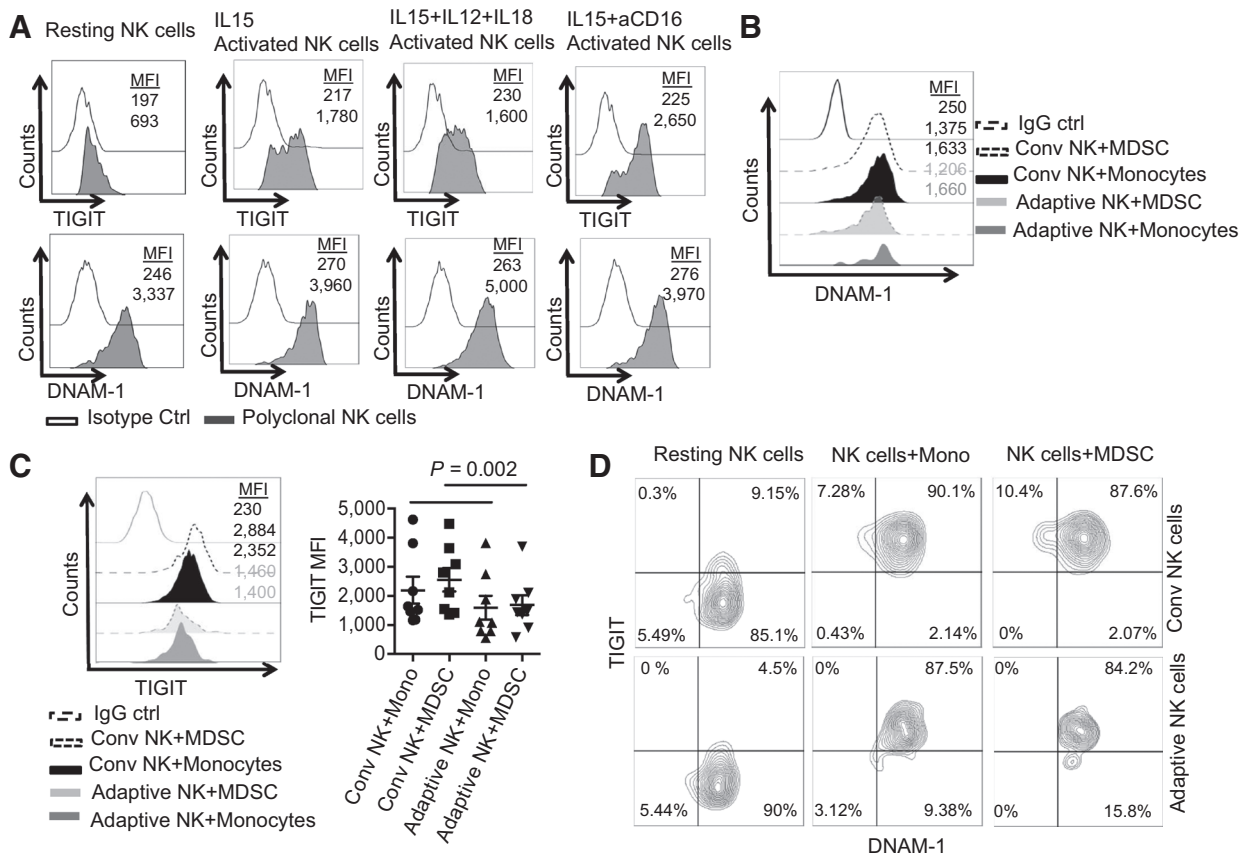 A
Resting NK cells
IL15
Activated NK cells
IL15+IL12+IL18
Activated NK cells
IL15+aCD16
Activated NK cells
Counts
MFI
197
693
TIGIT
Counts
MFI
217
1,780
TIGIT
Counts
MFI
230
1,600
TIGIT
Counts
MFI
225
2,650
TIGIT
Counts
MFI
246
3,337
DNAM-1
Counts
MFI
270
3,960
DNAM-1
Counts
MFI
263
5,000
DNAM-1
Counts
MFI
276
3,970
DNAM-1
Isotype Ctrl
Polyclonal NK cells
B
Counts
MFI
250
1,375
1,633
1,206
1,660
DNAM-1
IgG ctrl
Conv NK+MDSC
Conv NK+Monocytes
Adaptive NK+MDSC
Adaptive NK+Monocytes
C
Counts
MFI
230
2,884
2,352
1,460
1,400
TIGIT
IgG ctrl
Conv NK+MDSC
Conv NK+Monocytes
Adaptive NK+MDSC
Adaptive NK+Monocytes
P = 0.002
TIGIT MFI
5,000
4,000
3,000
2,000
1,000
0
Conv NK+Mono
Conv NK+MDSC
Adaptive NK+Mono
Adaptive NK+MDSC
D
Resting NK cells
NK cells+Mono
NK cells+MDSC
0.3%
9.15%
5.49%
85.1%
7.28%
90.1%
0.43%
2.14%
10.4%
87.6%
0%
2.07%
Conv NK cells
0 %
4.5%
5.44%
90%
0%
87.5%
3.12%
9.38%
0%
84.2%
0%
15.8%
Adaptive NK cells
TIGIT
DNAM-1